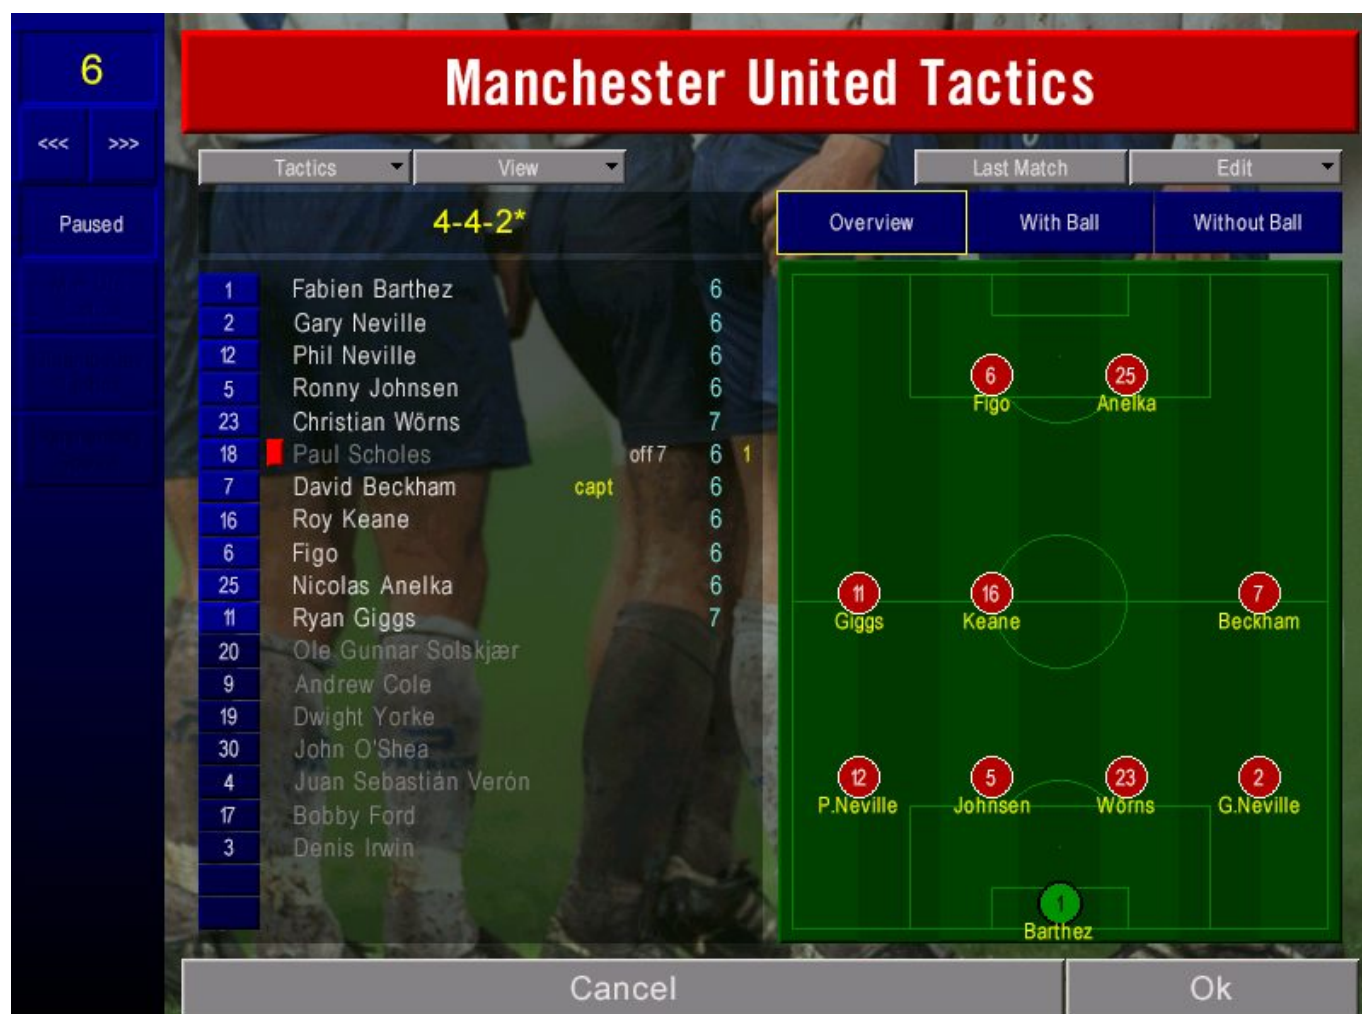 6
Manchester United Tactics
<<< >>>
Tactics View Last Match Edit
Paused
4-4-2*
Overview With Ball Without Ball
1 Fabien Barthez 6
2 Gary Neville 6
12 Phil Neville 6
5 Ronny Johnsen 6
23 Christian Wörns 7
18 Paul Scholes off 7 6 1
7 David Beckham capt 6
16 Roy Keane 6
6 Figo 6
25 Nicolas Anelka 6
11 Ryan Giggs 7
20 Ole Gunnar Solskjær
9 Andrew Cole
19 Dwight Yorke
30 John O'Shea
4 Juan Sebastián Verón
17 Bobby Ford
3 Denis Irwin
6 25
Figo Anelka
11 16 7
Giggs Keane Beckham
12 5 23 2
P.Neville Johnsen Wörns G.Neville
1
Barthez
Cancel Ok